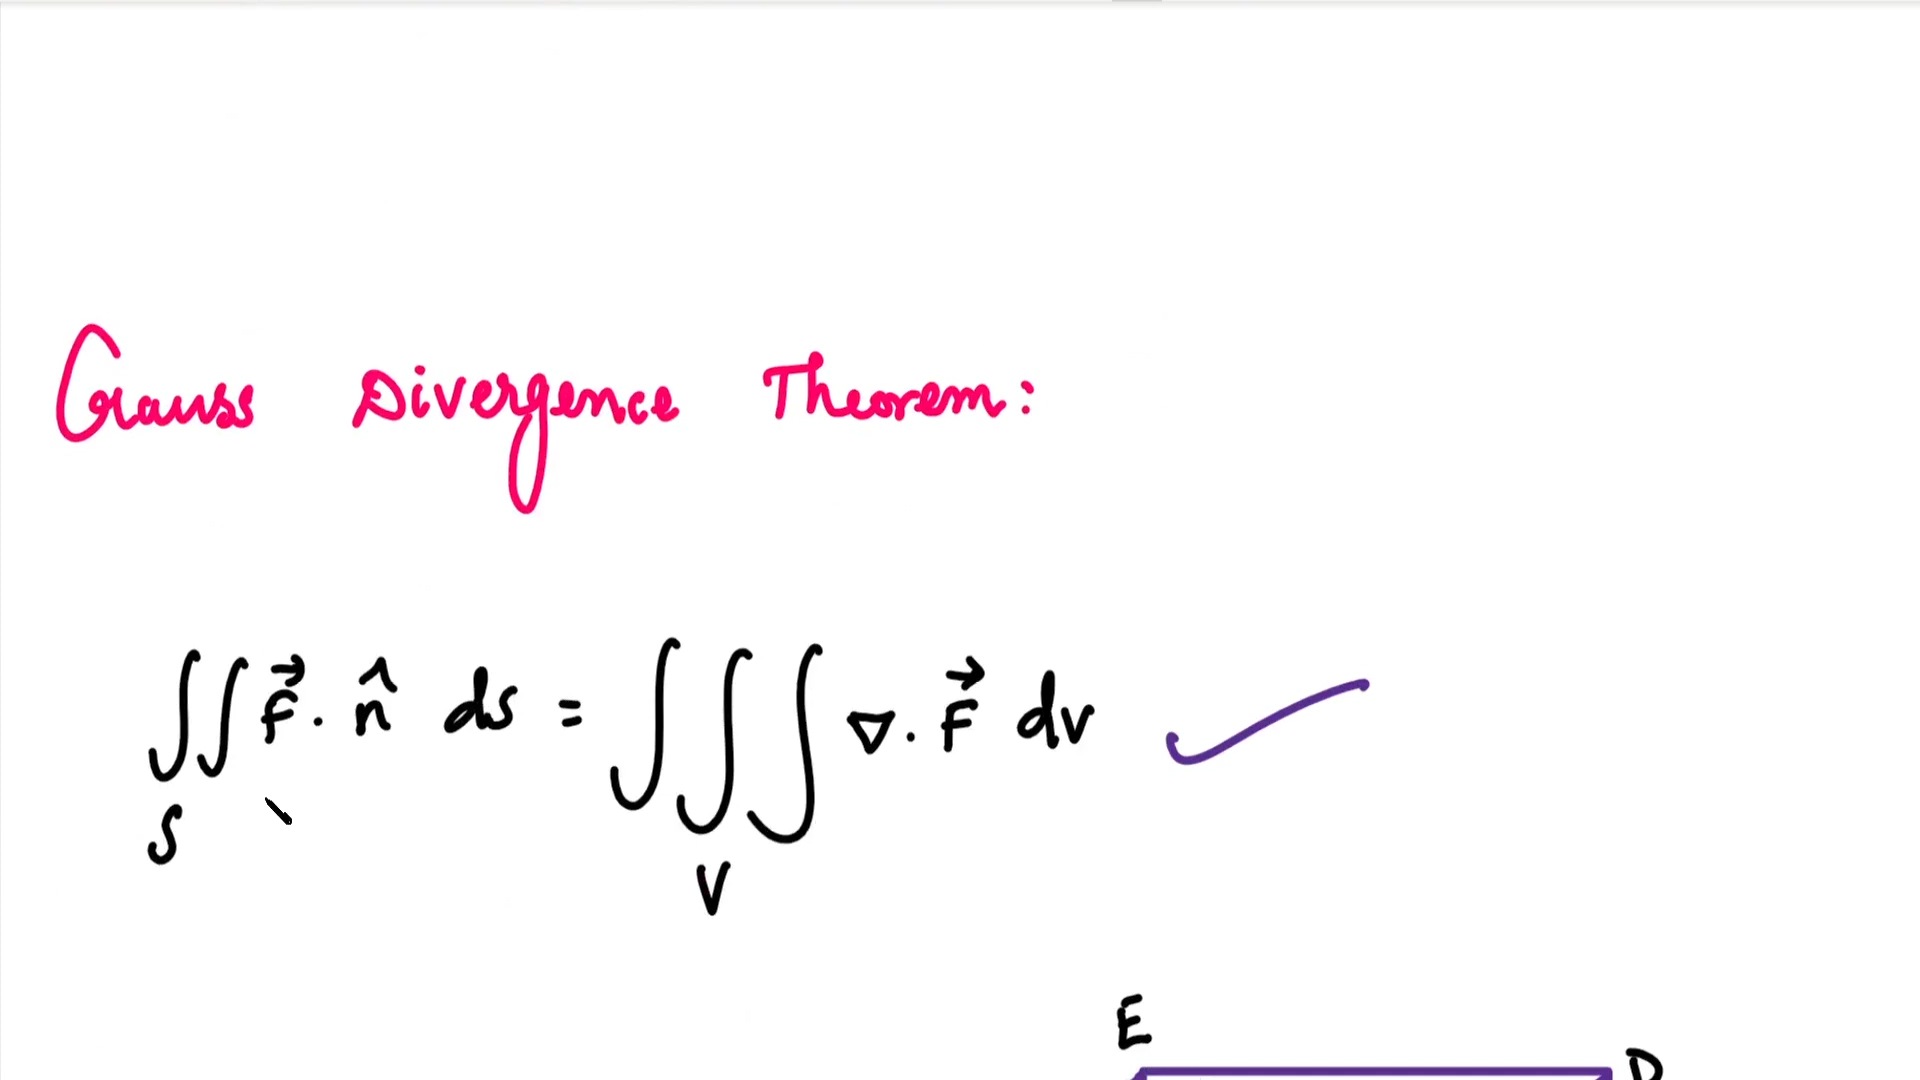 Gauss Divergence Theorem:
∬ F⃗ . n̂ ds = ∭ ∇ . F⃗ dv
S V
E
D